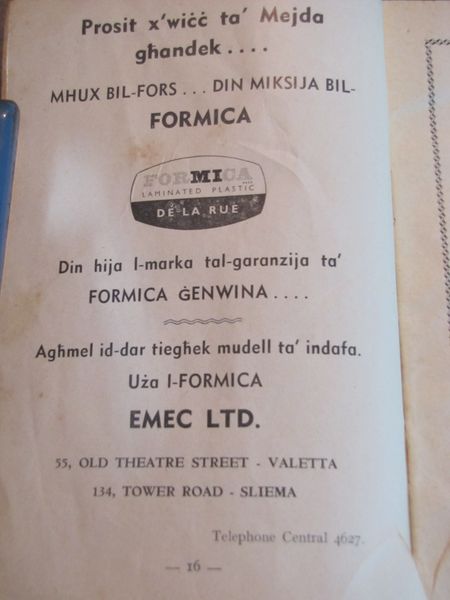 Prosit x'wiċċ ta' Mejda
għandek . . . .
MHUX BIL-FORS . . . DIN MIKSIJA BIL-
FORMICA
FORMICA
LAMINATED PLASTIC
DE LA RUE
Din hija l-marka tal-garanzija ta'
FORMICA ĠENWINA . . . .
Agħmel id-dar tiegħek mudell ta' indafa.
Uża l-FORMICA
EMEC LTD.
55, OLD THEATRE STREET - VALETTA
134, TOWER ROAD - SLIEMA
Telephone Central 4627.
— 16 —